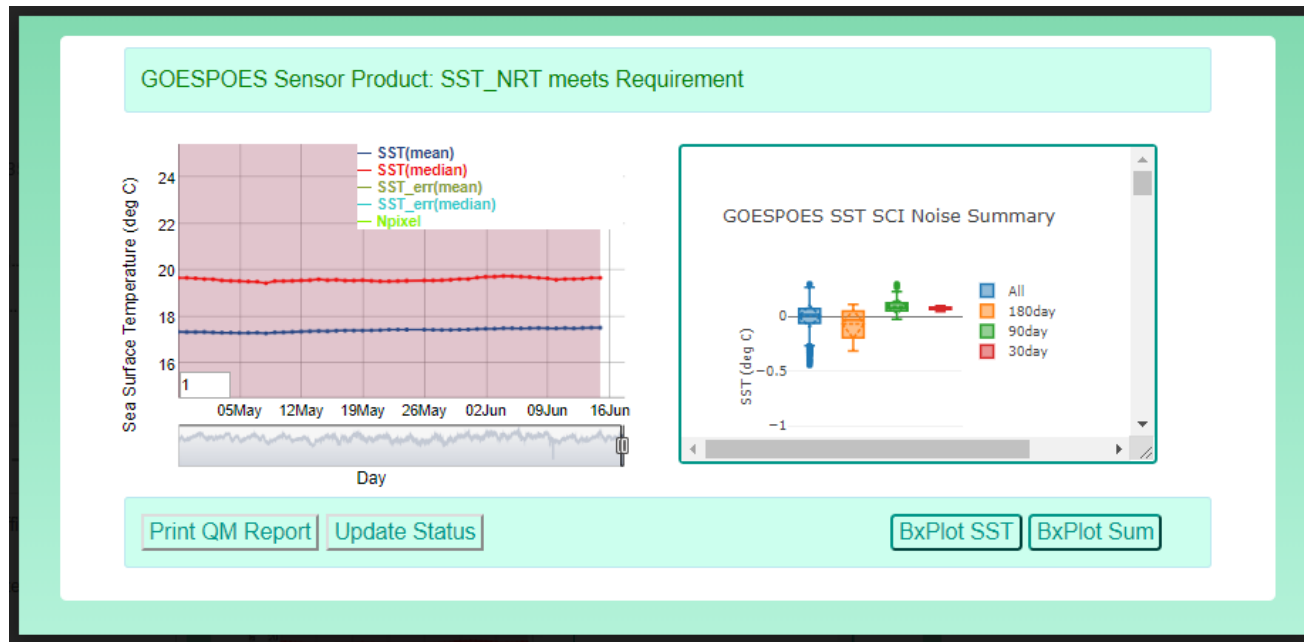 GOESPOES Sensor Product: SST_NRT meets Requirement
SST(mean)
SST(median)
SST_err(mean)
SST_err(median)
Npixel
Sea Surface Temperature (deg C)
24
22
20
18
16
1
05May 12May 19May 26May 02Jun 09Jun 16Jun
Day
GOESPOES SST SCI Noise Summary
All
180day
90day
30day
SST (deg C)
0
−0.5
−1
Print QM Report Update Status BxPlot SST BxPlot Sum